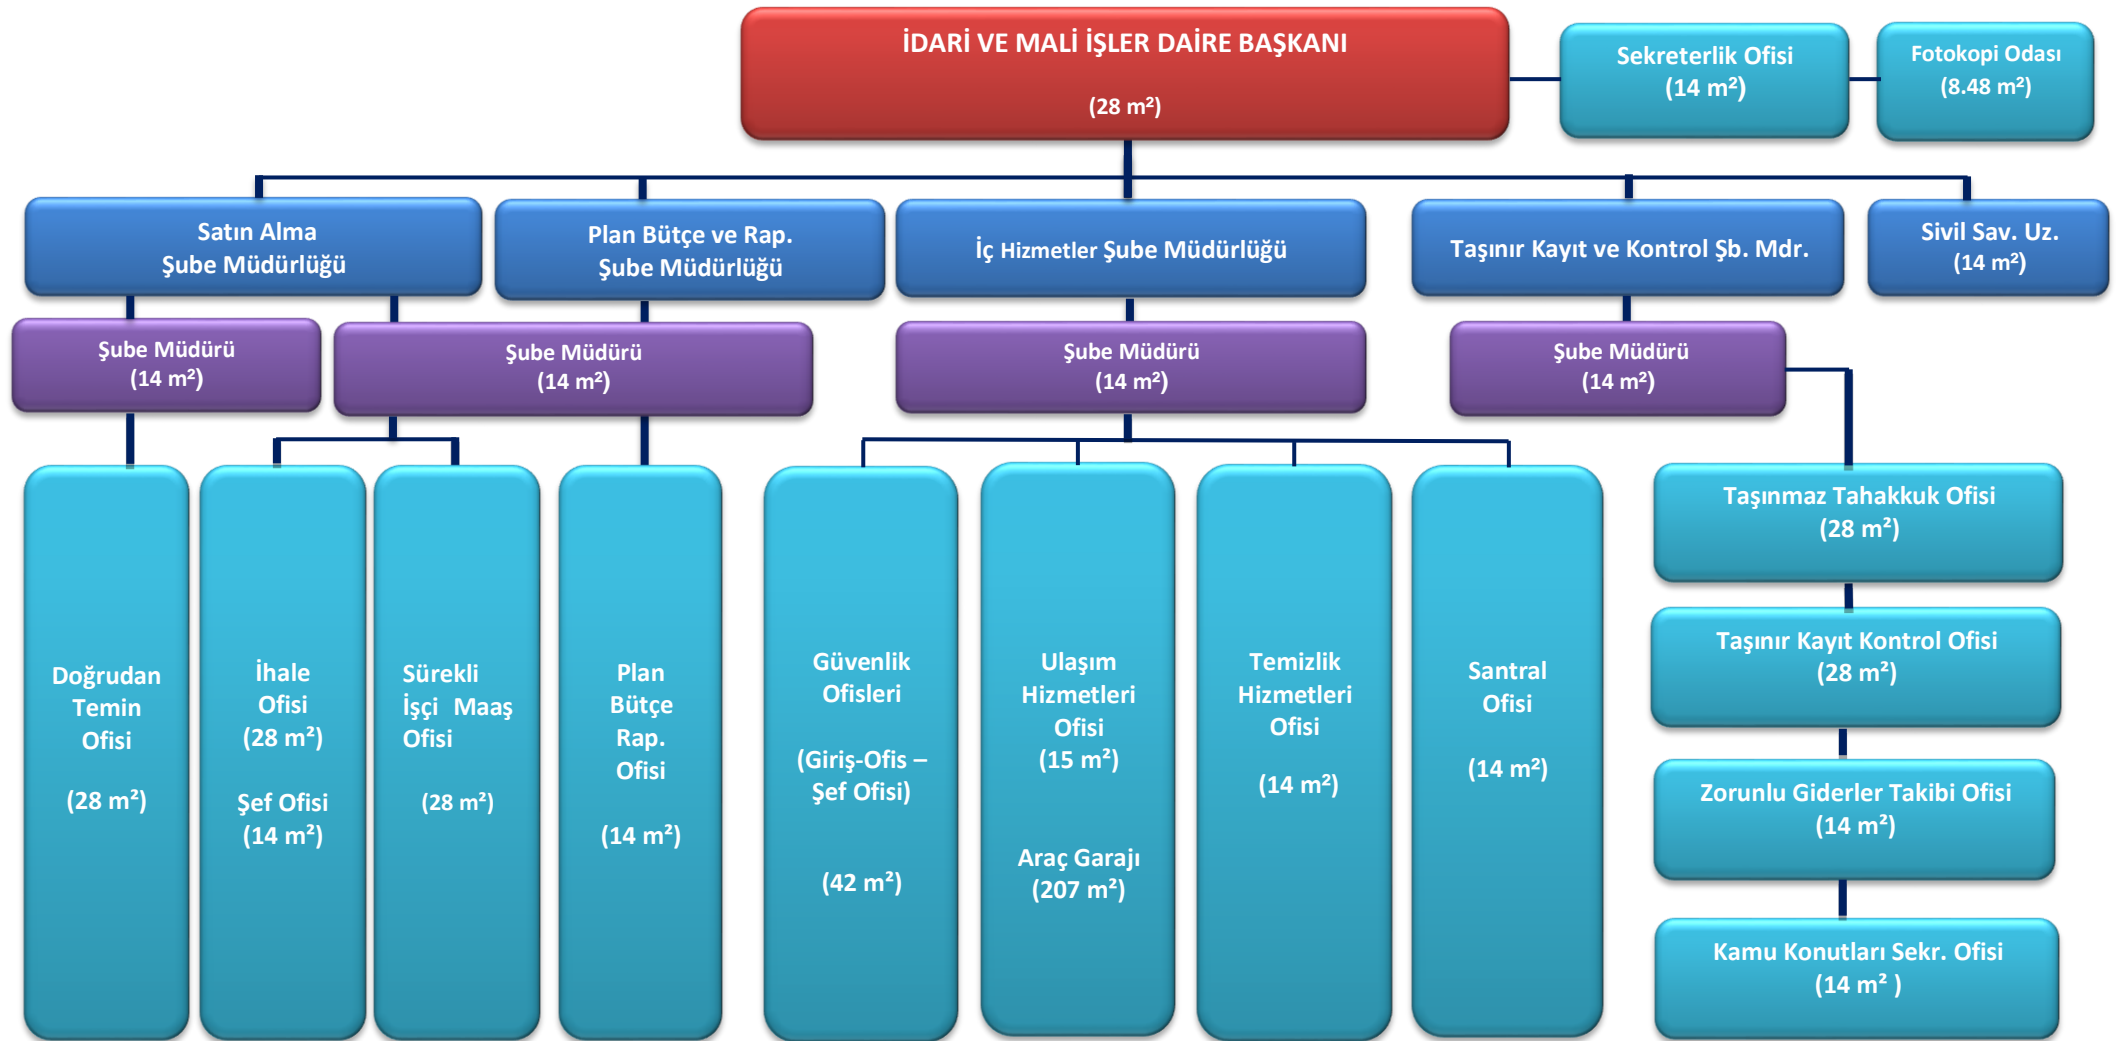 İDARİ VE MALİ İŞLER DAİRE BAŞKANI
(28 m²)
Sekreterlik Ofisi
(14 m²)
Fotokopi Odası
(8.48 m²)
Satın Alma
Şube Müdürlüğü
Plan Bütçe ve Rap.
Şube Müdürlüğü
İç Hizmetler Şube Müdürlüğü
Taşınır Kayıt ve Kontrol Şb. Mdr.
Sivil Sav. Uz.
(14 m²)
Şube Müdürü
(14 m²)
Şube Müdürü
(14 m²)
Şube Müdürü
(14 m²)
Şube Müdürü
(14 m²)
Doğrudan
Temin
Ofisi
(28 m²)
İhale
Ofisi
(28 m²)
Şef Ofisi
(14 m²)
Sürekli
İşçi Maaş
Ofisi
(28 m²)
Plan
Bütçe
Rap.
Ofisi
(14 m²)
Güvenlik
Ofisleri
(Giriş-Ofis –
Şef Ofisi)
(42 m²)
Ulaşım
Hizmetleri
Ofisi
(15 m²)
Araç Garajı
(207 m²)
Temizlik
Hizmetleri
Ofisi
(14 m²)
Santral
Ofisi
(14 m²)
Taşınmaz Tahakkuk Ofisi
(28 m²)
Taşınır Kayıt Kontrol Ofisi
(28 m²)
Zorunlu Giderler Takibi Ofisi
(14 m²)
Kamu Konutları Sekr. Ofisi
(14 m² )